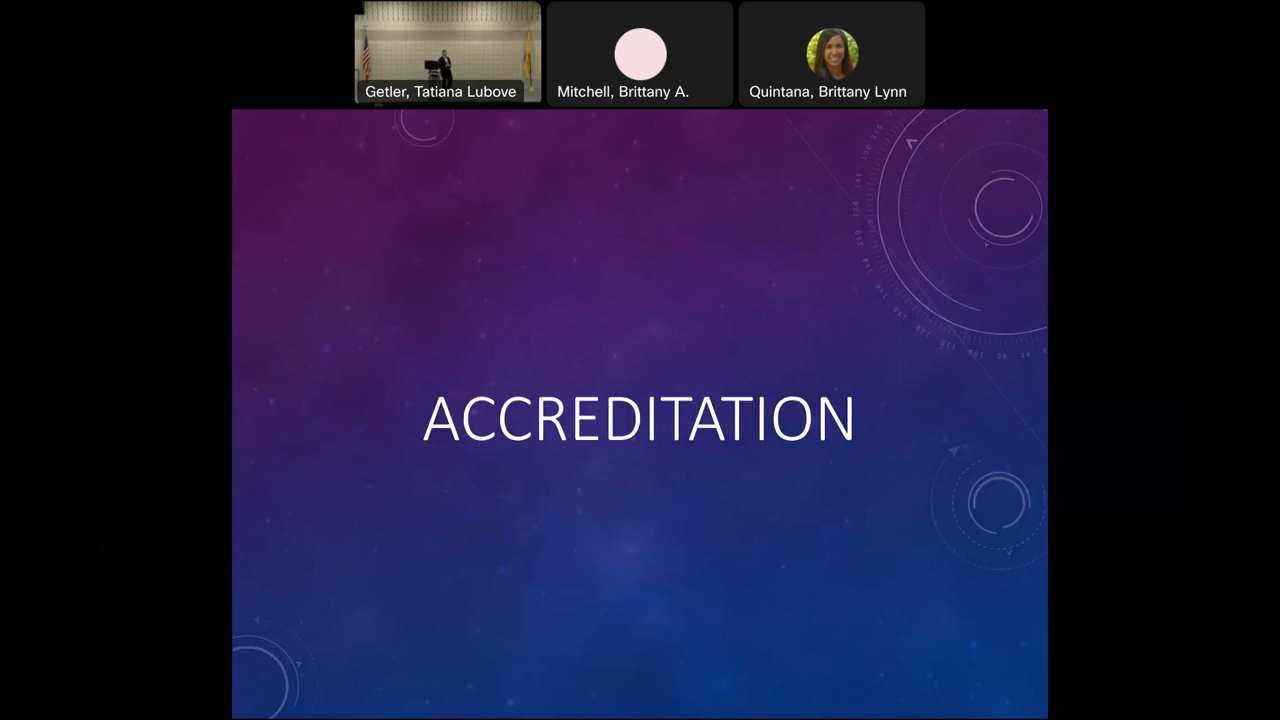 Getler, Tatiana Lubove
Mitchell, Brittany A.
Quintana, Brittany Lynn
ACCREDITATION